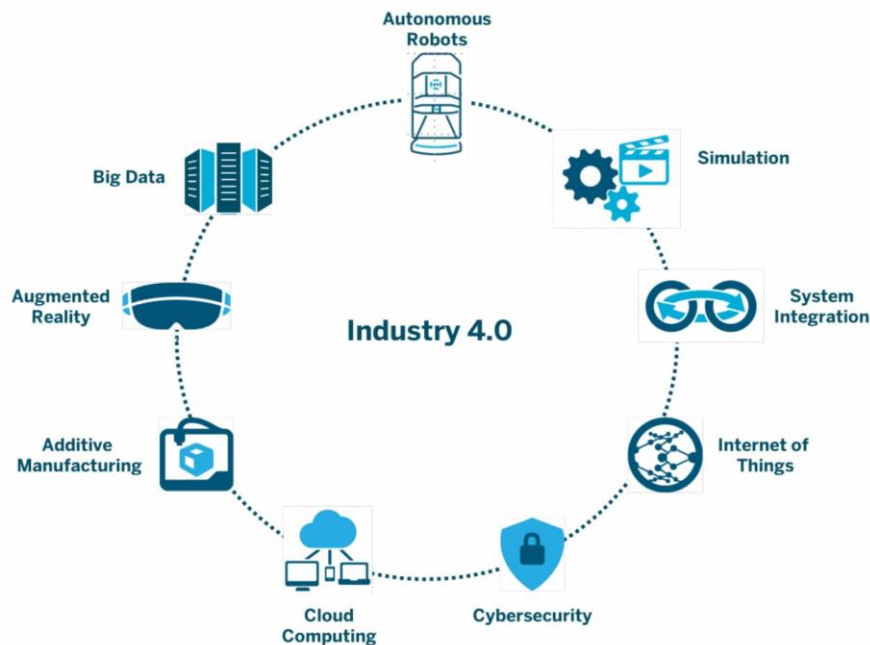 Autonomous
Robots
Simulation
System
Integration
Internet of
Things
Cybersecurity
Cloud
Computing
Additive
Manufacturing
Augmented
Reality
Big Data
Industry 4.0